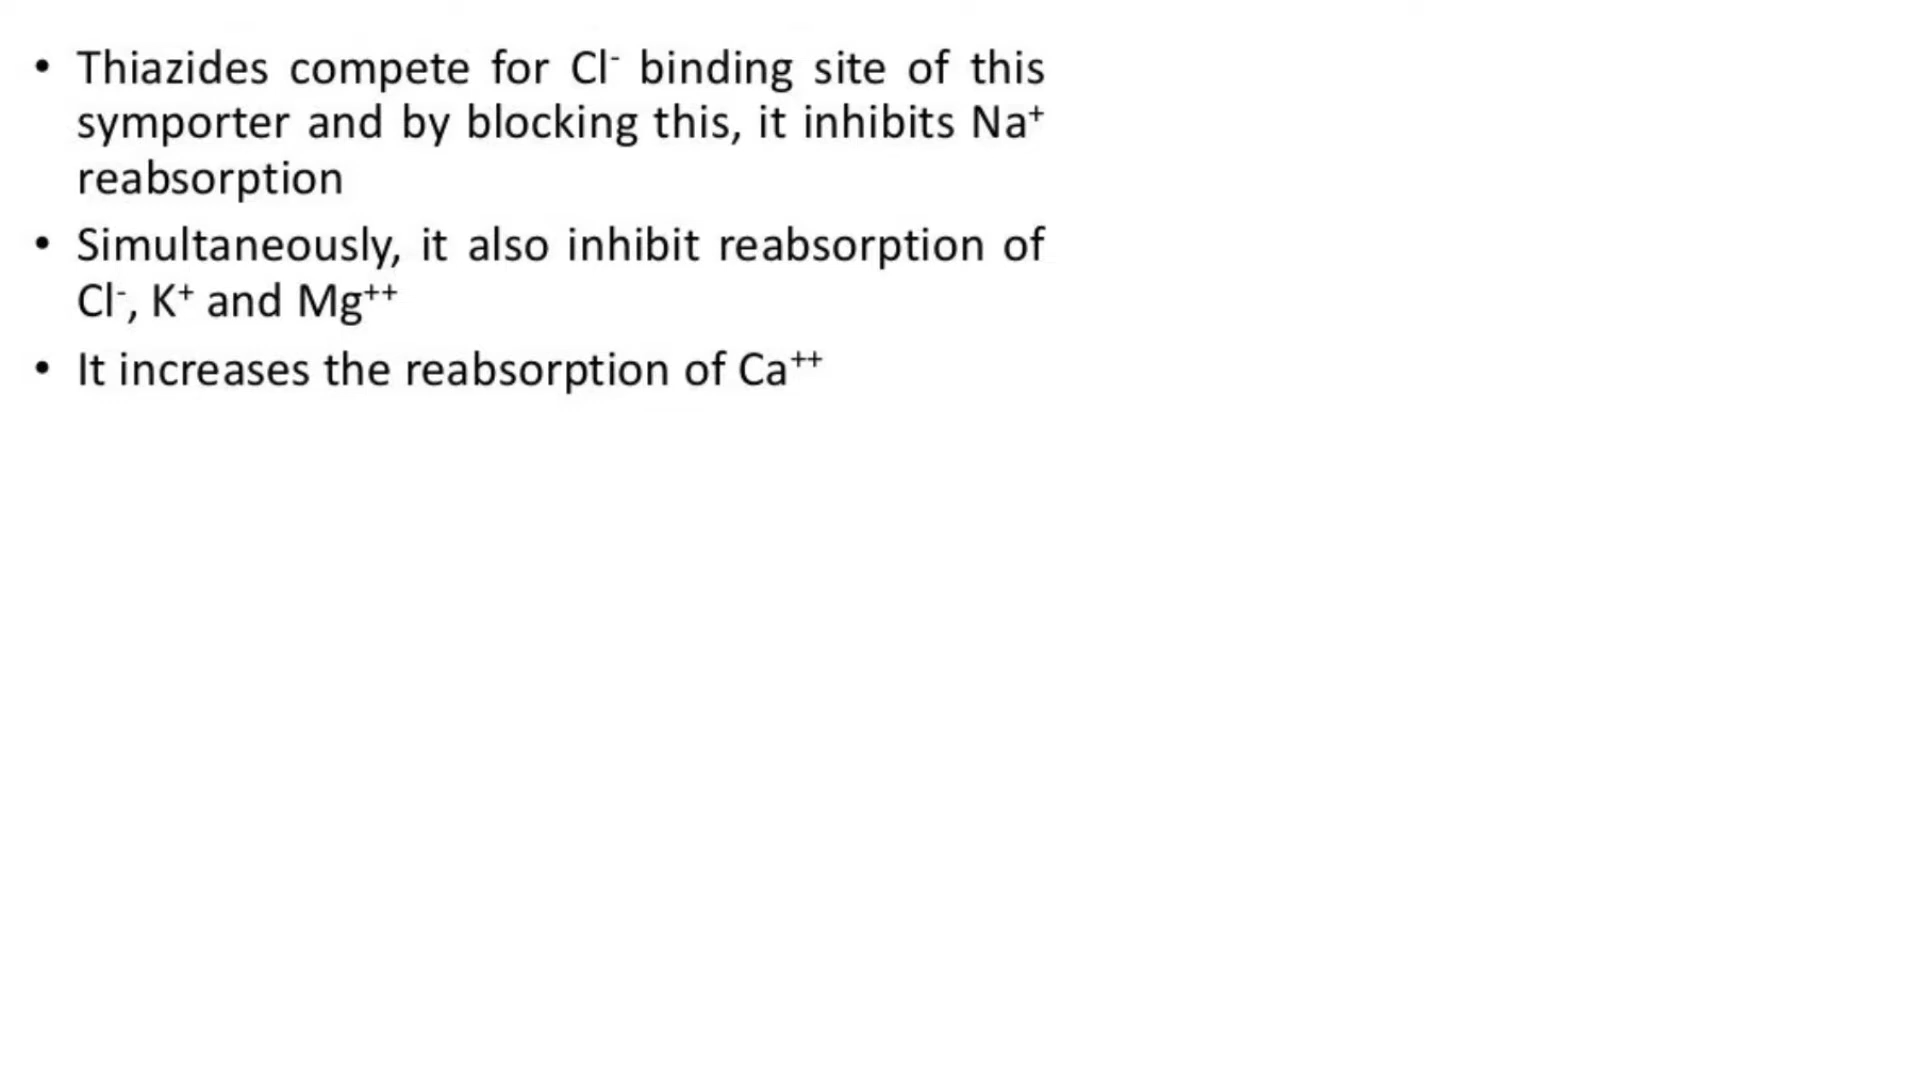 • Thiazides compete for Cl⁻ binding site of this
symporter and by blocking this, it inhibits Na⁺
reabsorption
• Simultaneously, it also inhibit reabsorption of
Cl⁻, K⁺ and Mg⁺⁺
• It increases the reabsorption of Ca⁺⁺